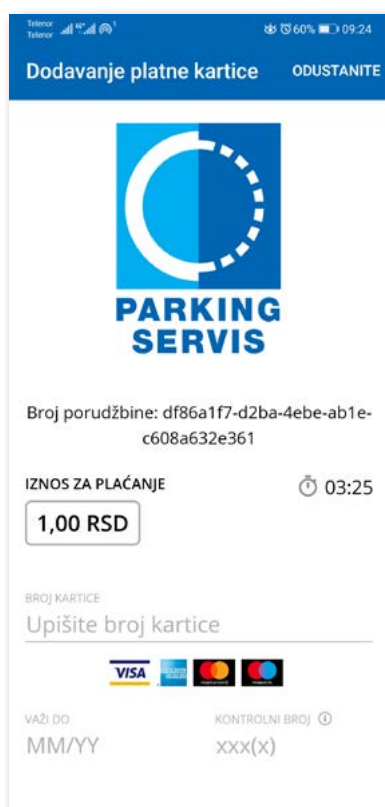 Telenor 4G 1
Telenor 60% 09:24
Dodavanje platne kartice ODUSTANITE
PARKING
SERVIS
Broj porudžbine: df86a1f7-d2ba-4ebe-ab1e-
c608a632e361
IZNOS ZA PLAĆANJE 03:25
1,00 RSD
BROJ KARTICE
Upišite broj kartice
VISA
VAŽI DO KONTROLNI BROJ
MM/YY xxx(x)